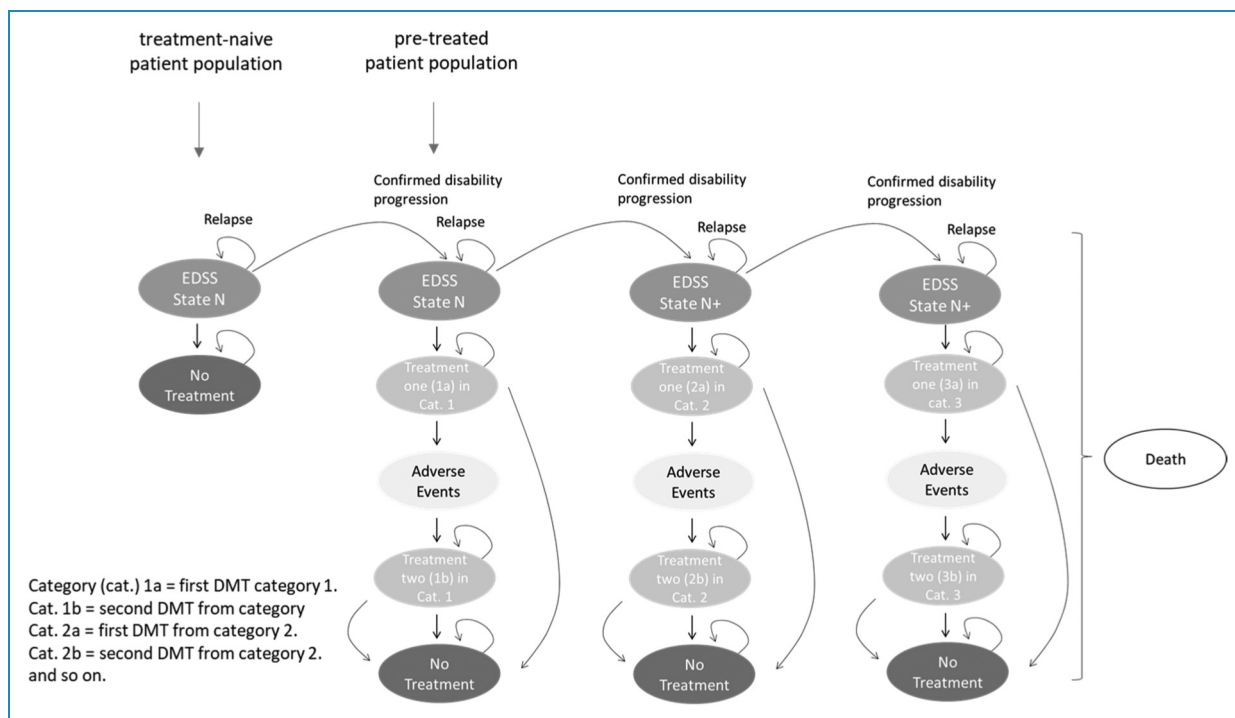 treatment-naive
patient population
pre-treated
patient population
Confirmed disability
progression
Confirmed disability
progression
Confirmed disability
progression
Relapse
Relapse
Relapse
Relapse
EDSS
State N
EDSS
State N
EDSS
State N+
EDSS
State N+
No
Treatment
Treatment
one (1a) in
Cat. 1
Treatment
one (2a) in
Cat. 2
Treatment
one (3a) in
cat. 3
Death
Adverse
Events
Adverse
Events
Adverse
Events
Treatment
two (1b) in
Cat. 1
Treatment
two (2b) in
Cat. 2
Treatment
two (3b) in
Cat. 3
Category (cat.) 1a = first DMT category 1.
Cat. 1b = second DMT from category
Cat. 2a = first DMT from category 2.
Cat. 2b = second DMT from category 2.
and so on.
No
Treatment
No
Treatment
No
Treatment